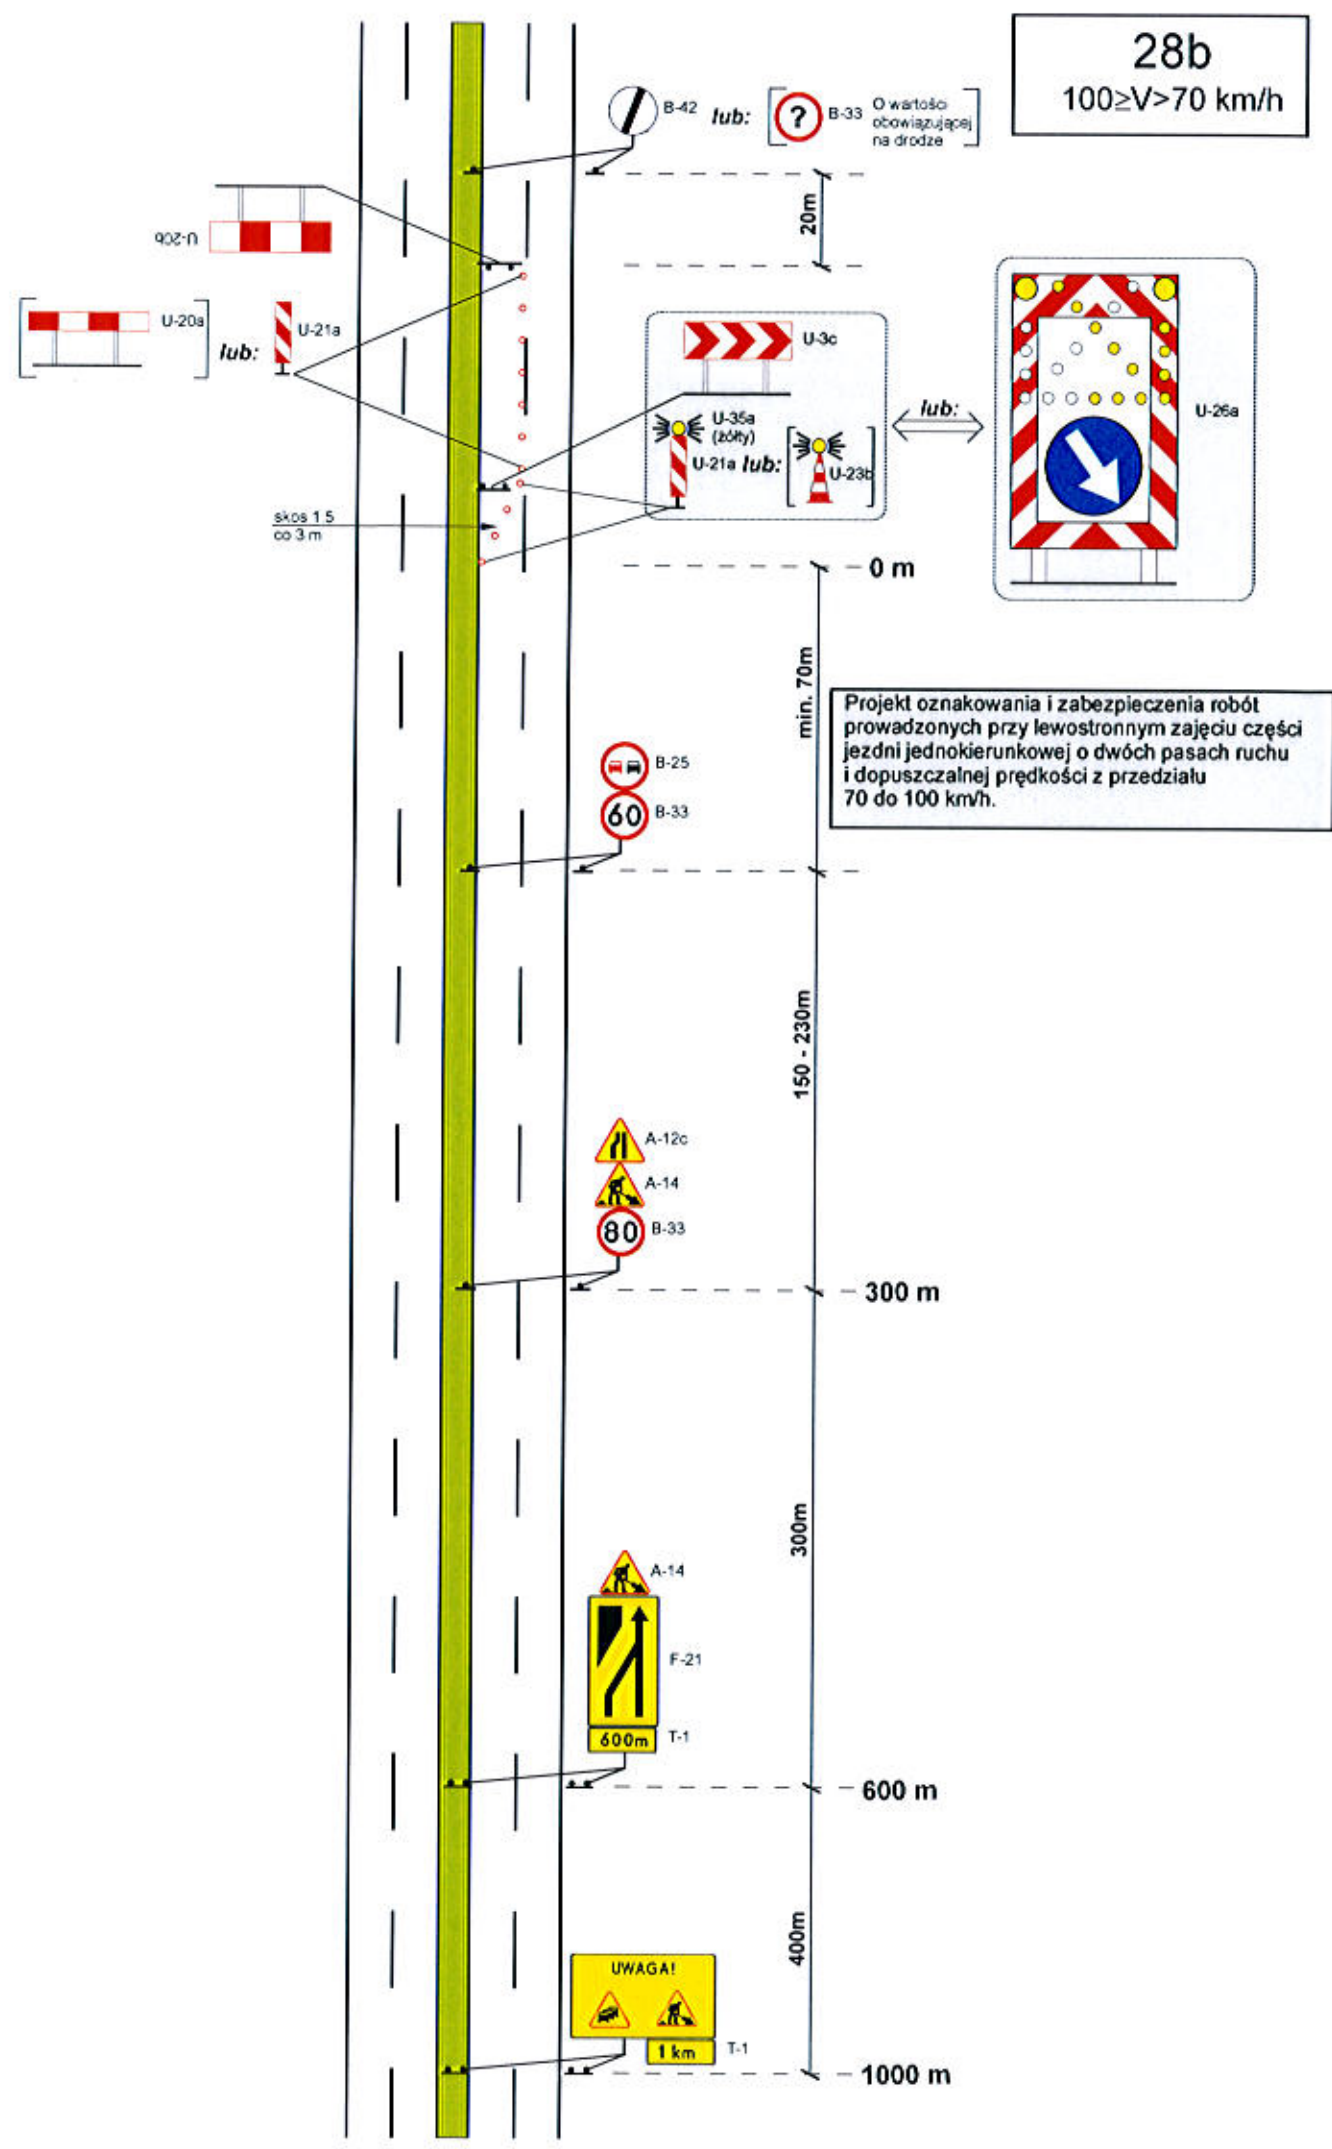 28b
100≥V>70 km/h
B-42
lub:
?
B-33
O wartości
obowiązującej
na drodze
20m
U-20b
U-20a
lub:
U-21a
U-3c
U-35a
(żółty)
U-21a
lub:
U-23b
lub:
U-26a
skos 1:5
co 3 m
0 m
min. 70m
Projekt oznakowania i zabezpieczenia robót
prowadzonych przy lewostronnym zajęciu części
jezdni jednokierunkowej o dwóch pasach ruchu
i dopuszczalnej prędkości z przedziału
70 do 100 km/h.
B-25
60
B-33
150 - 230m
A-12c
A-14
80
B-33
300 m
300m
A-14
F-21
600m
T-1
600 m
400m
UWAGA!
1 km
T-1
1000 m